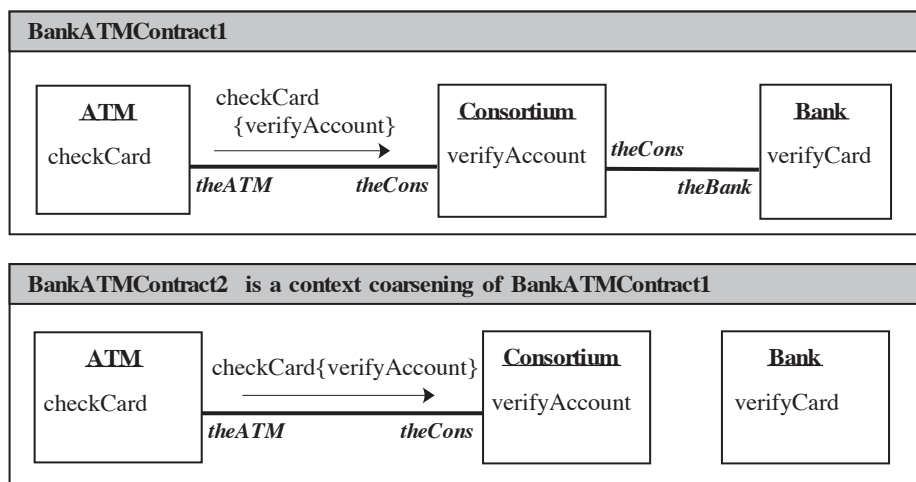 BankATMContract1
ATM
checkCard
checkCard
{verifyAccount}
theATM
theCons
Consortium
verifyAccount
theCons
theBank
Bank
verifyCard
BankATMContract2 is a context coarsening of BankATMContract1
ATM
checkCard
checkCard{verifyAccount}
theATM
theCons
Consortium
verifyAccount
Bank
verifyCard